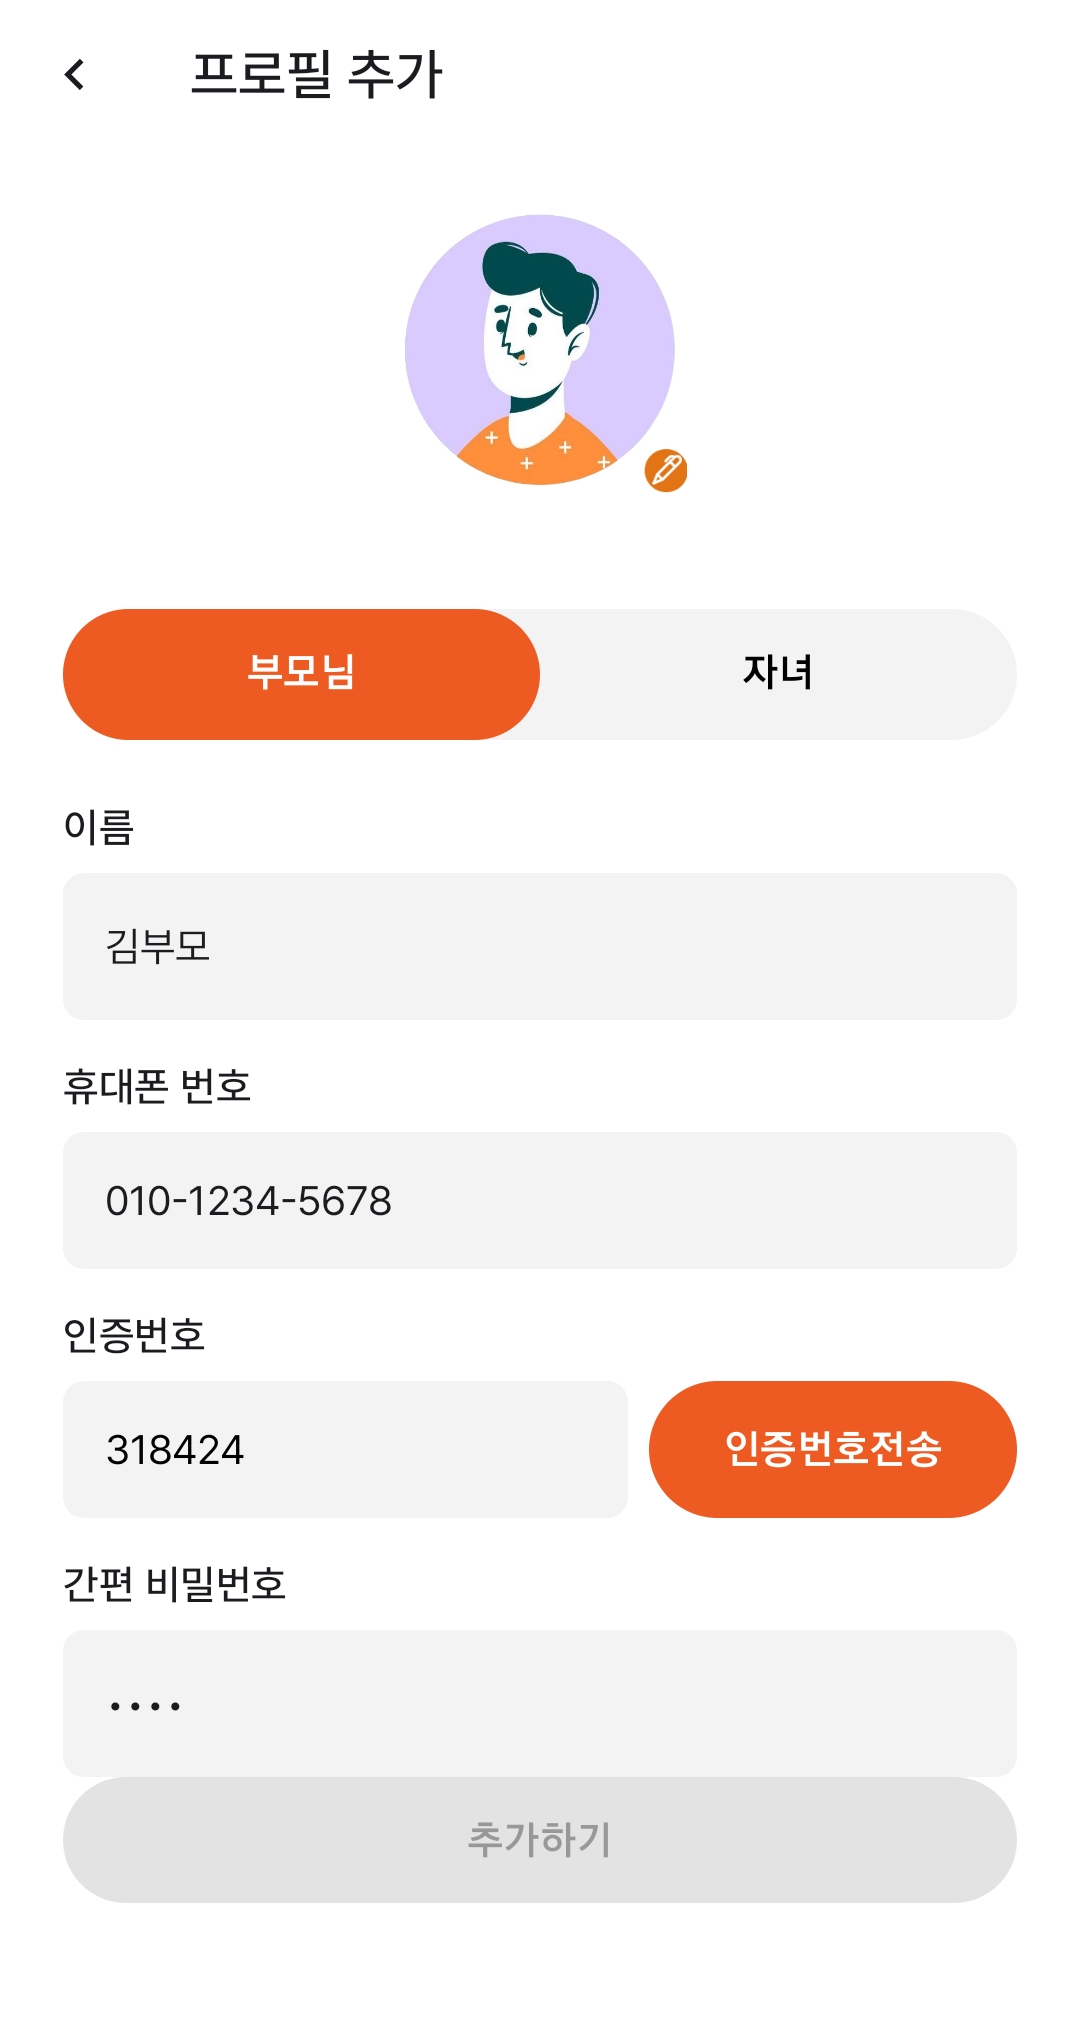 프로필 추가
부모님
자녀
이름
김부모
휴대폰 번호
010-1234-5678
인증번호
318424
인증번호전송
간편 비밀번호
••••
추가하기